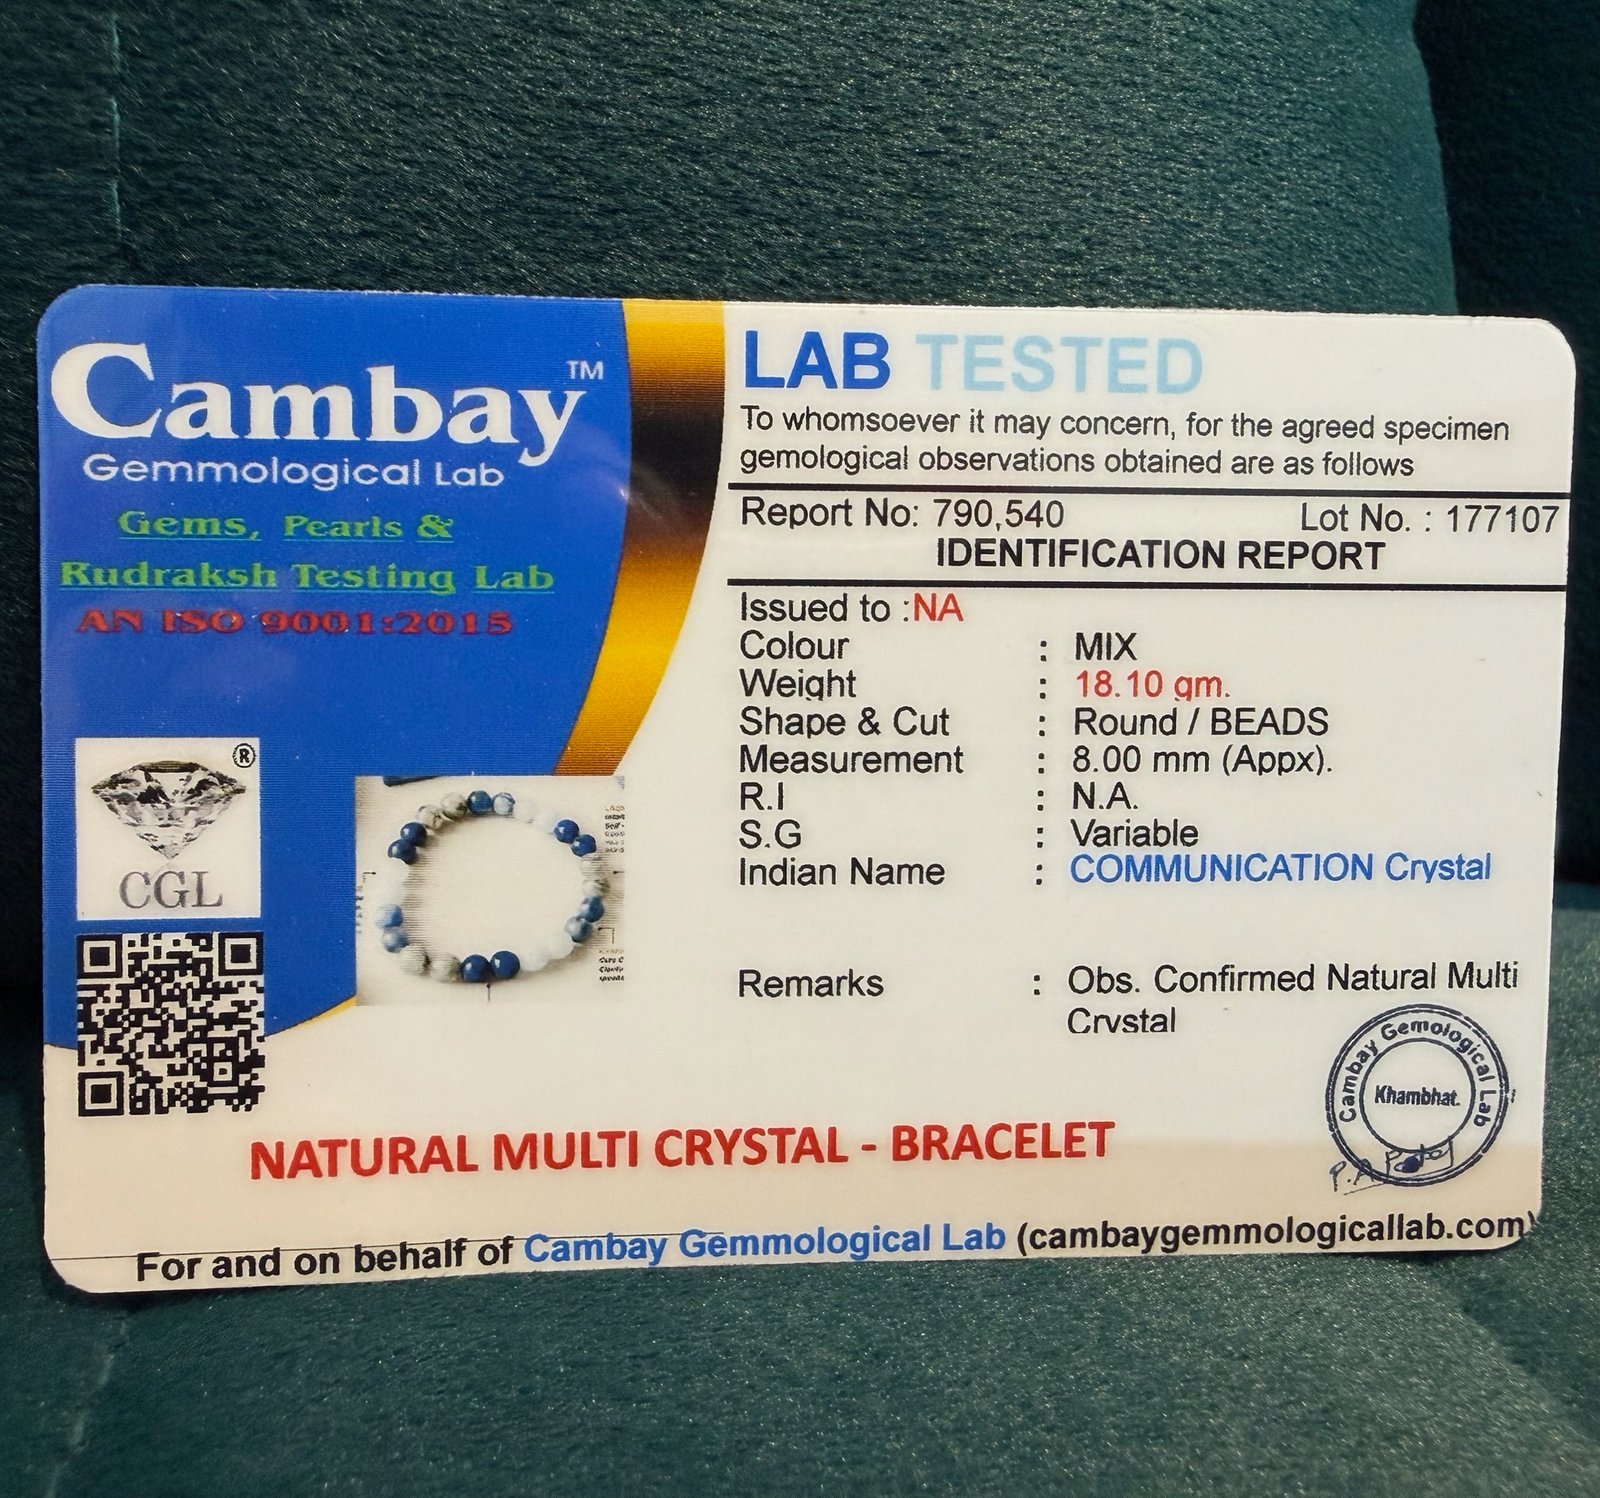 Cambay™
Gemmological Lab
Gems, Pearls &
Rudraksh Testing Lab
AN ISO 9001:2015
®
CGL
LAB TESTED
To whomsoever it may concern, for the agreed specimen
gemological observations obtained are as follows
Report No: 790,540 Lot No. : 177107
IDENTIFICATION REPORT
Issued to :NA
Colour : MIX
Weight : 18.10 gm.
Shape & Cut : Round / BEADS
Measurement : 8.00 mm (Appx).
R.I : N.A.
S.G : Variable
Indian Name : COMMUNICATION Crystal
Remarks : Obs. Confirmed Natural Multi
Crystal
Cambay Gemological Lab
Khambhat.
P.A. Patel
NATURAL MULTI CRYSTAL - BRACELET
For and on behalf of Cambay Gemmological Lab (cambaygemmologicallab.com)